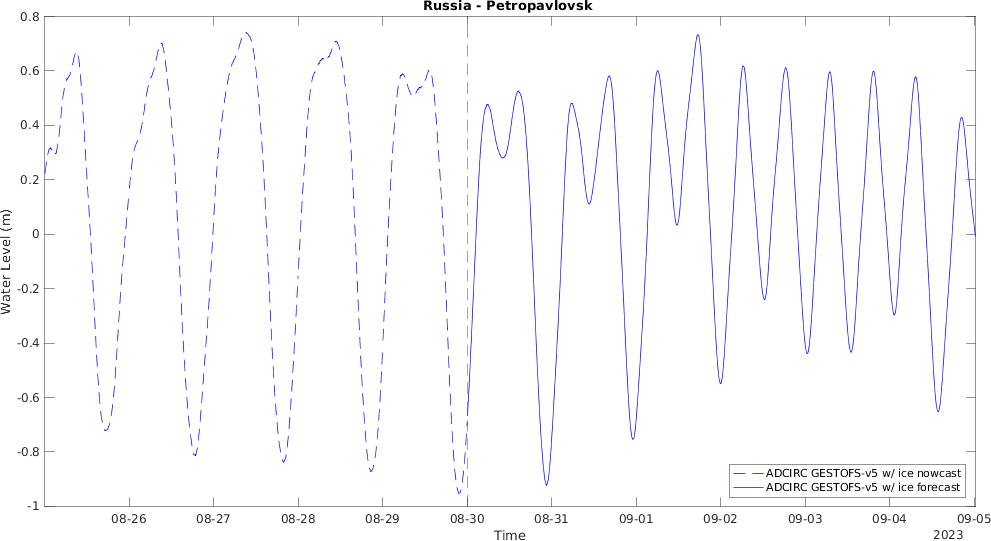 Russia - Petropavlovsk
Water Level (m)
0.8
0.6
0.4
0.2
0
-0.2
-0.4
-0.6
-0.8
-1
ADCIRC GESTOFS-v5 w/ ice nowcast
ADCIRC GESTOFS-v5 w/ ice forecast
08-26 08-27 08-28 08-29 08-30 08-31 09-01 09-02 09-03 09-04 09-05
Time
2023